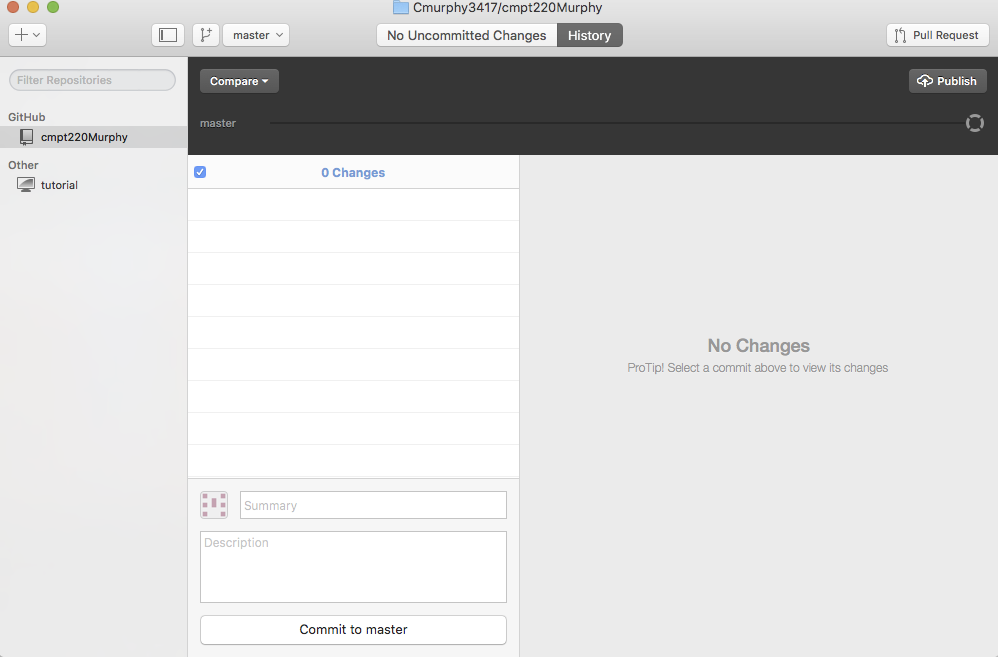 Cmurphy3417/cmpt220Murphy
master
No Uncommitted Changes
History
Pull Request
Filter Repositories
Compare
Publish
GitHub
master
cmpt220Murphy
Other
tutorial
0 Changes
No Changes
ProTip! Select a commit above to view its changes
Summary
Description
Commit to master